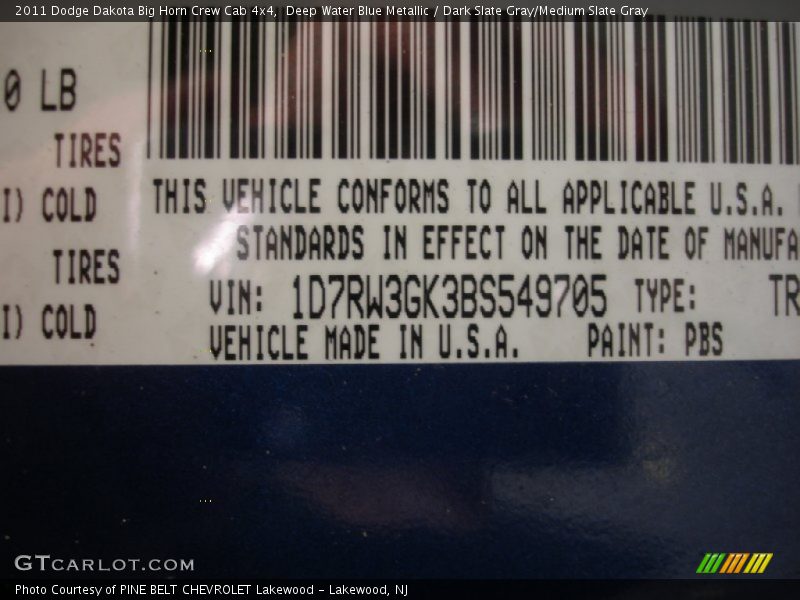 2011 Dodge Dakota Big Horn Crew Cab 4x4,  Deep Water Blue Metallic / Dark Slate Gray/Medium Slate Gray
0 LB
TIRES
I) COLD
TIRES
I) COLD
THIS VEHICLE CONFORMS TO ALL APPLICABLE U.S.A.
STANDARDS IN EFFECT ON THE DATE OF MANUFA
VIN: 1D7RW3GK3BS549705 TYPE: TR
VEHICLE MADE IN U.S.A. PAINT: PBS
GTCARLOT.COM
Photo Courtesy of PINE BELT CHEVROLET Lakewood - Lakewood, NJ